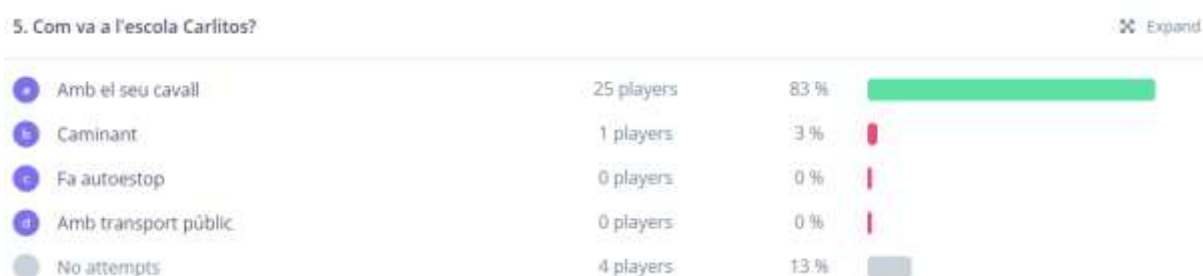 5. Com va a l'escola Carlitos? Expand
a Amb el seu cavall 25 players 83 %
b Caminant 1 players 3 %
c Fa autoestop 0 players 0 %
d Amb transport públic 0 players 0 %
No attempts 4 players 13 %